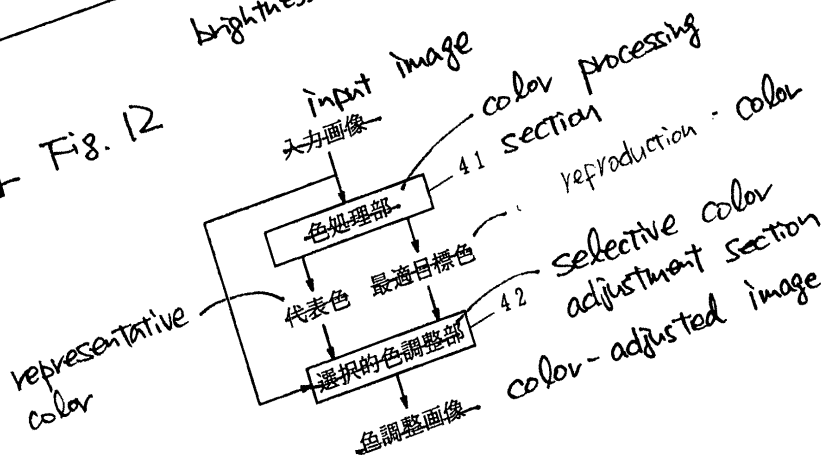 brightness
Fig. 12
input image
入力画像
color processing
section
41
色処理部
refroduction - color
最適目標色
代表色
representative
color
selective color
adjustment section
42
選択的色調整部
色調整画像
color-adjusted image